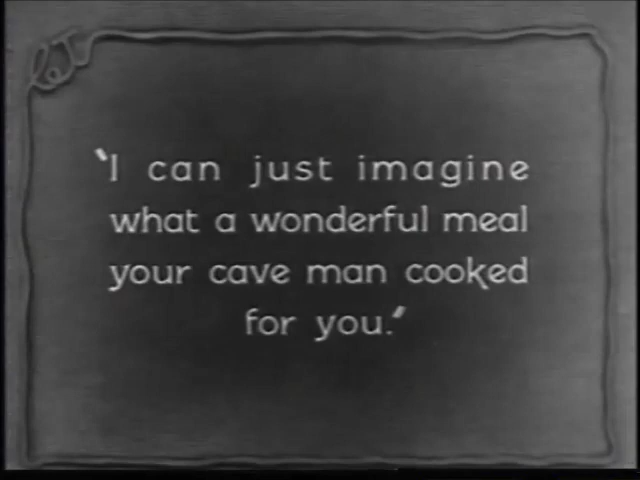 "I can just imagine
what a wonderful meal
your cave man cooked
for you."